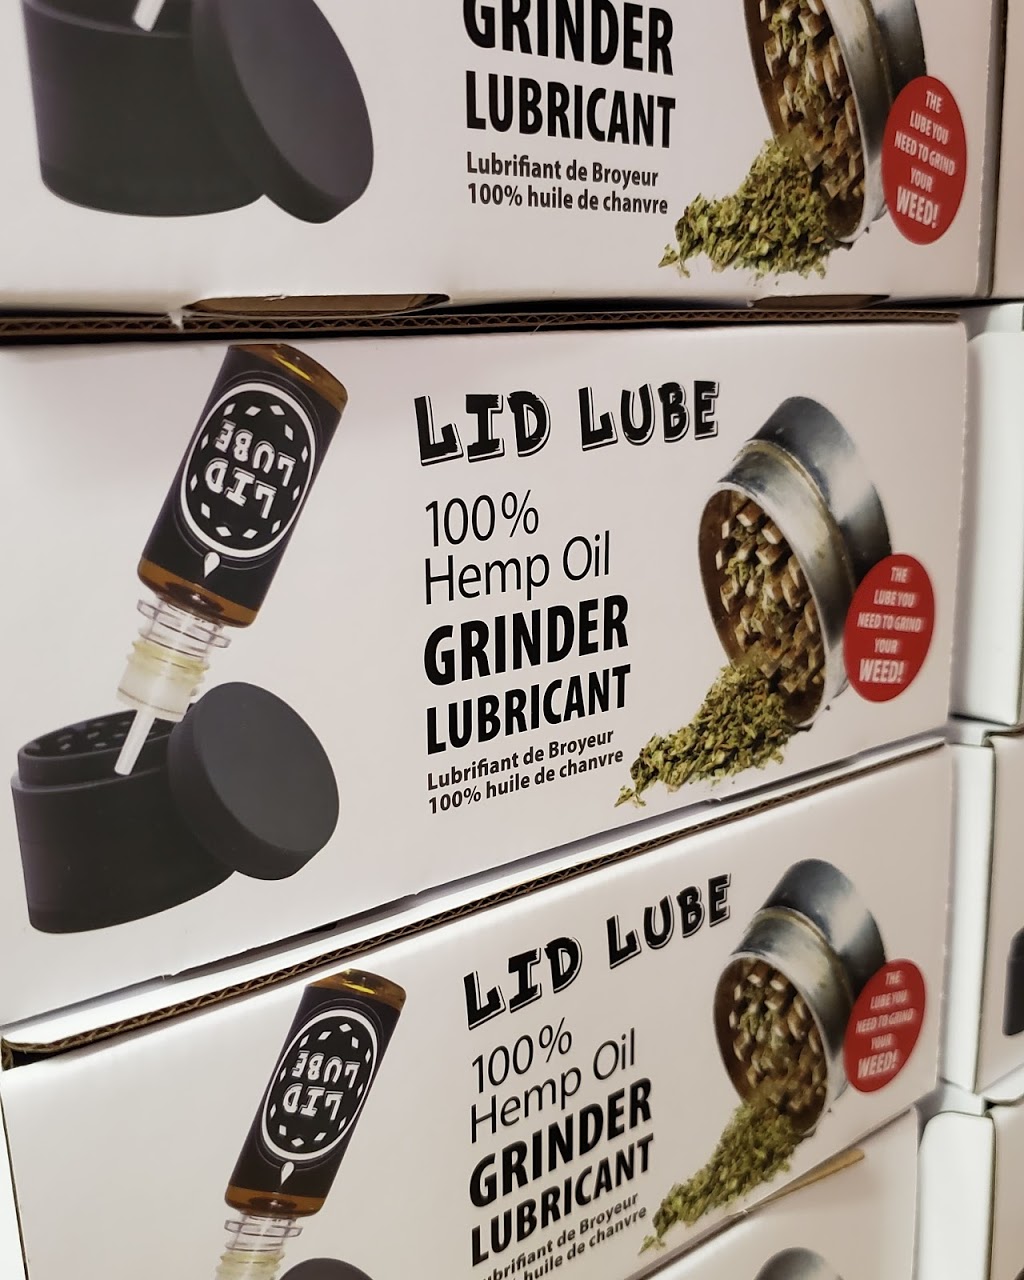 GRINDER
LUBRICANT
Lubrifiant de Broyeur
100% huile de chanvre
THE
LUBE YOU
NEED TO GRIND
YOUR
WEED!
LID LUBE
100%
Hemp Oil
GRINDER
LUBRICANT
Lubrifiant de Broyeur
100% huile de chanvre
LID
LUBE
THE
LUBE YOU
NEED TO GRIND
YOUR
WEED!
LID LUBE
100%
Hemp Oil
GRINDER
LUBRICANT
ubrifiant de Broyeur
huile de chanvre
LID
LUBE
THE
LUBE YOU
NEED TO GRIND
YOUR
WEED!